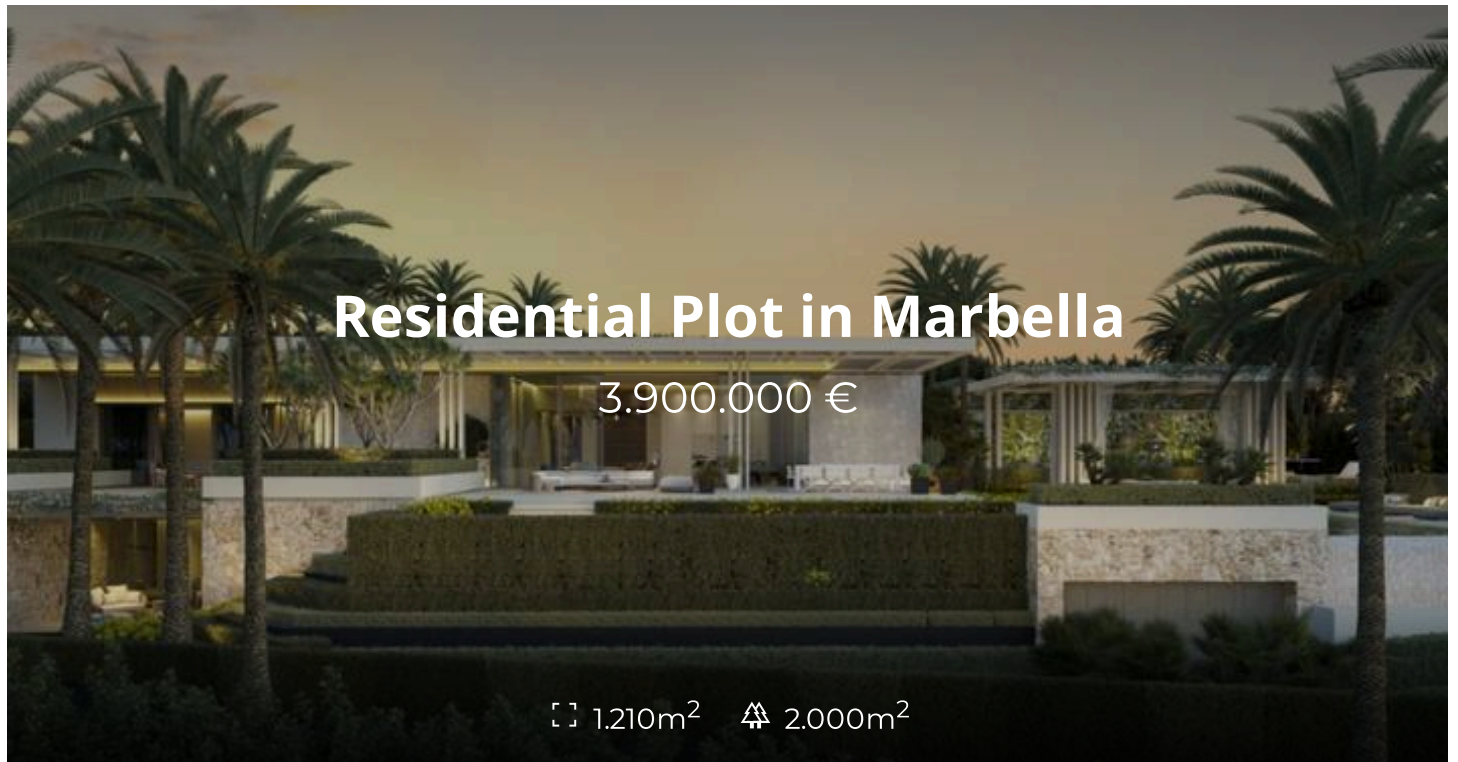 Residential Plot in Marbella
3.900.000 €
1.210m² 2.000m²